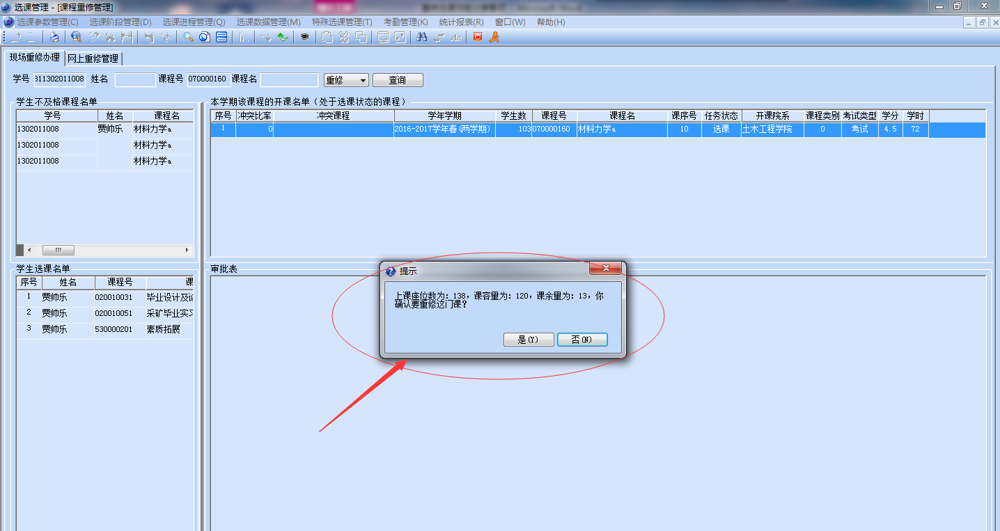 选课管理 - [课程重修管理]
选课参数管理(C) 选课阶段管理(D) 选课进程管理(Q) 选课数据管理(M) 特殊选课管理(T) 考勤管理(K) 统计报表(R) 窗口(W) 帮助(H)
现场重修办理 网上重修管理
学号 311302011008 姓名 课程号 070000160 课程名 重修 查询
学生不及格课程名单
学号 姓名 课程名
1302011008 贾帅乐 材料力学a
1302011008 材料力学a
1302011008 材料力学a
本学期该课程的开课名单（处于选课状态的课程）
序号 冲突比率 冲突课程 学年学期 学生数 课程号 课程名 课序号 任务状态 开课院系 课程类别 考试类型 学分 学时
1 0 2016-2017学年春(两学期) 103 070000160 材料力学a 10 选课 土木工程学院 0 考试 4.5 72
学生选课名单
序号 姓名 课程号 课
1 贾帅乐 020010031 毕业设计及论
2 贾帅乐 020010051 采矿毕业实习
3 贾帅乐 530000201 素质拓展
审批表
提示
上课座位数为: 138, 课容量为: 120, 课余量为: 13, 你
确认要重修这门课?
是(Y) 否(N)